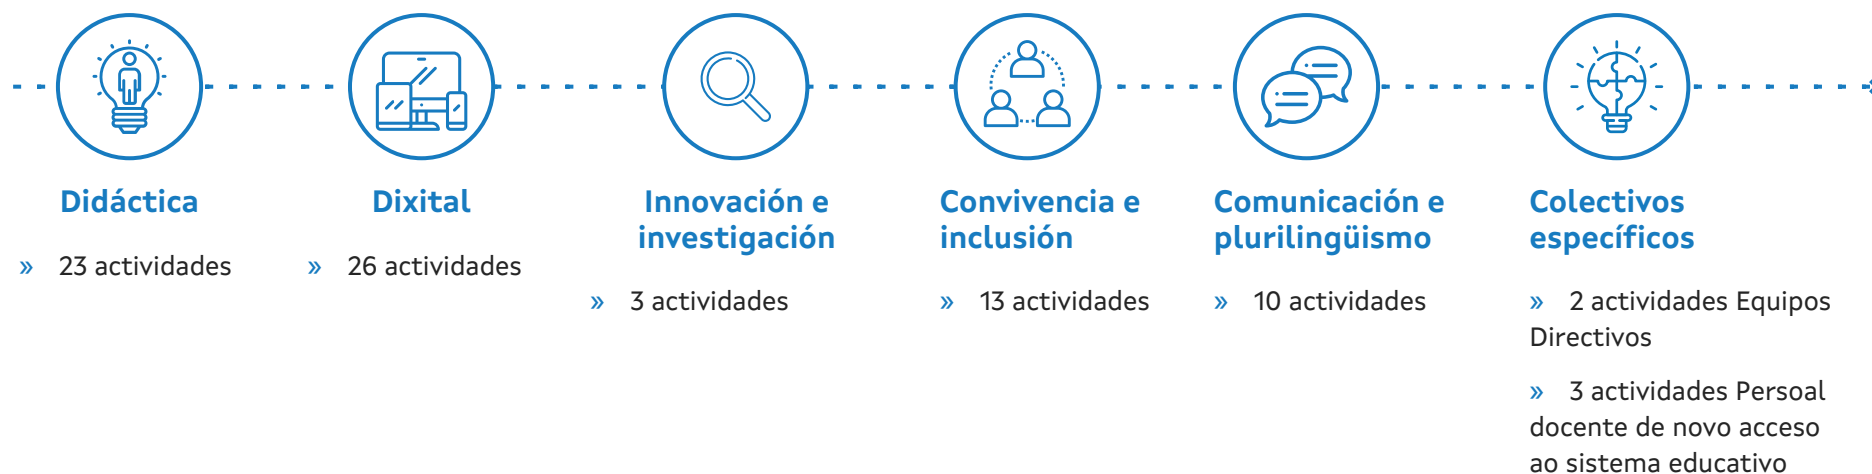 Didáctica
» 23 actividades
Dixital
» 26 actividades
Innovación e
investigación
» 3 actividades
Convivencia e
inclusión
» 13 actividades
Comunicación e
plurilingüismo
» 10 actividades
Colectivos
específicos
» 2 actividades Equipos
Directivos
» 3 actividades Persoal
docente de novo acceso
ao sistema educativo